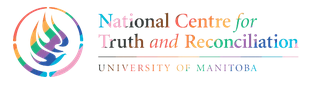 National Centre for
Truth and Reconciliation
UNIVERSITY OF MANITOBA